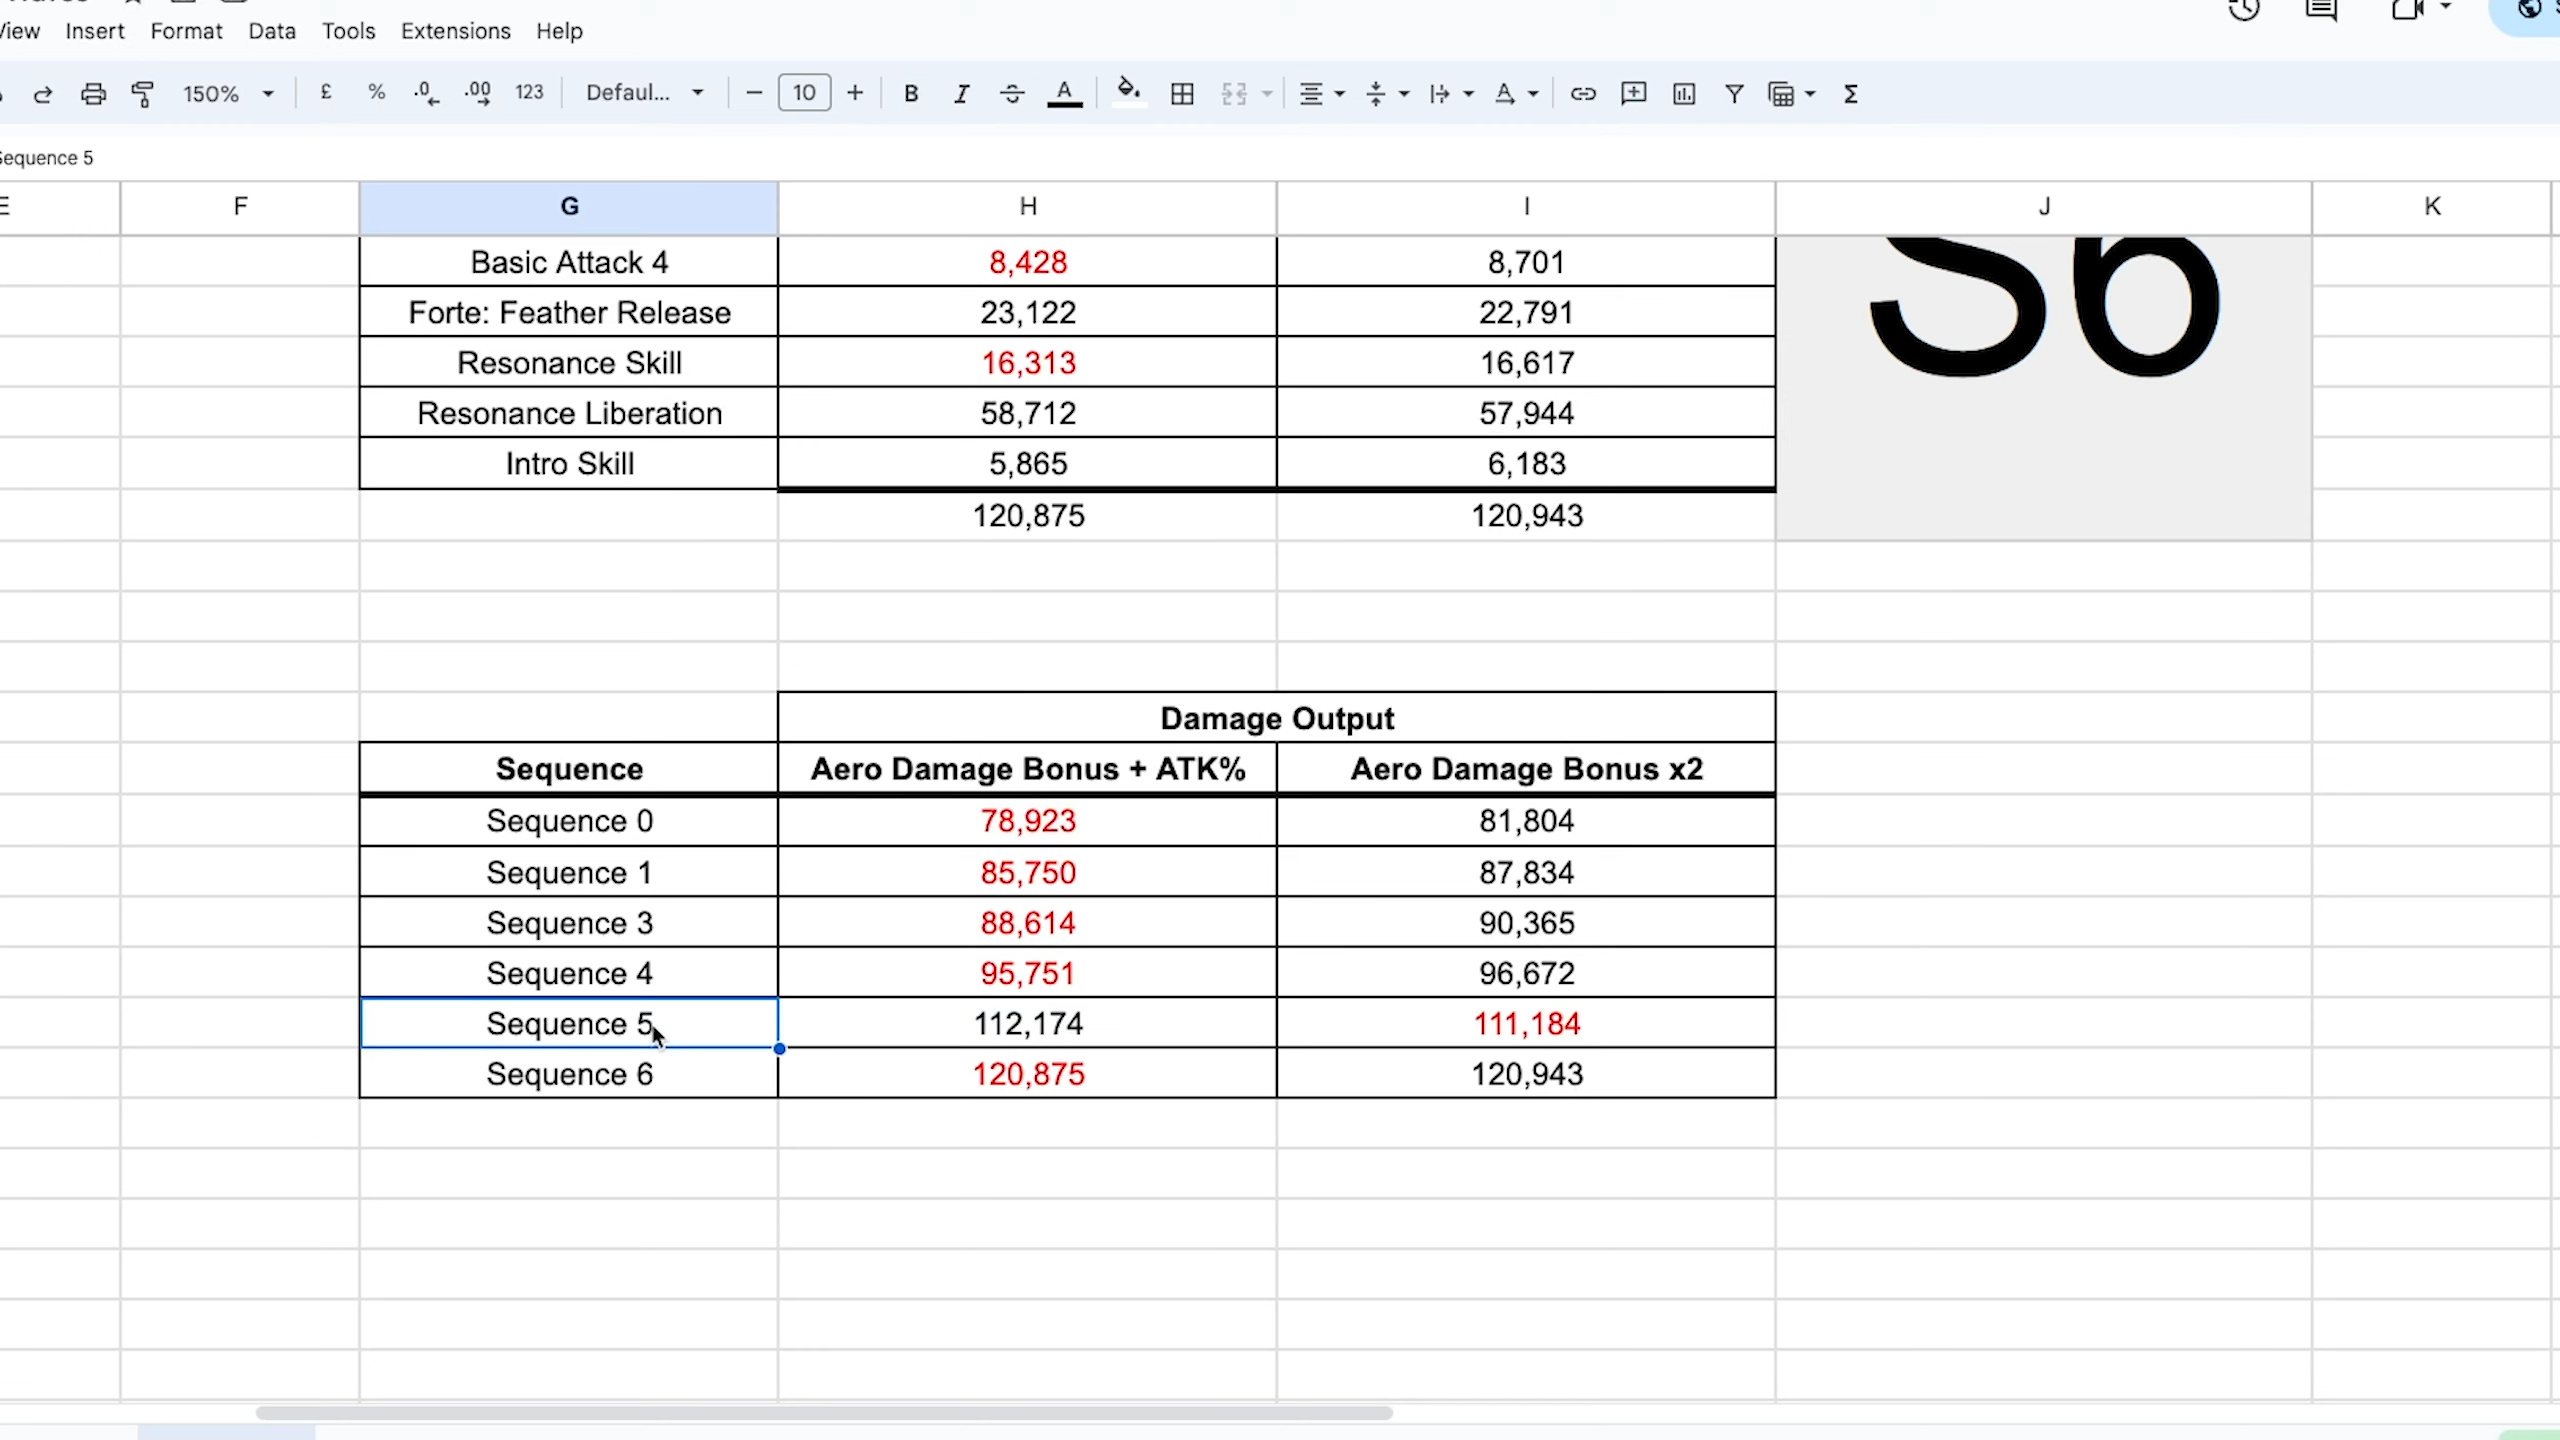 View Insert Format Data Tools Extensions Help
150% £ % .0 .00 123 Defaul... 10 B I A Σ
Sequence 5
E F G H I J K
Basic Attack 4 8,428 8,701
S6
Forte: Feather Release 23,122 22,791
Resonance Skill 16,313 16,617
Resonance Liberation 58,712 57,944
Intro Skill 5,865 6,183
120,875 120,943
Damage Output
Sequence Aero Damage Bonus + ATK% Aero Damage Bonus x2
Sequence 0 78,923 81,804
Sequence 1 85,750 87,834
Sequence 3 88,614 90,365
Sequence 4 95,751 96,672
Sequence 5 112,174 111,184
Sequence 6 120,875 120,943